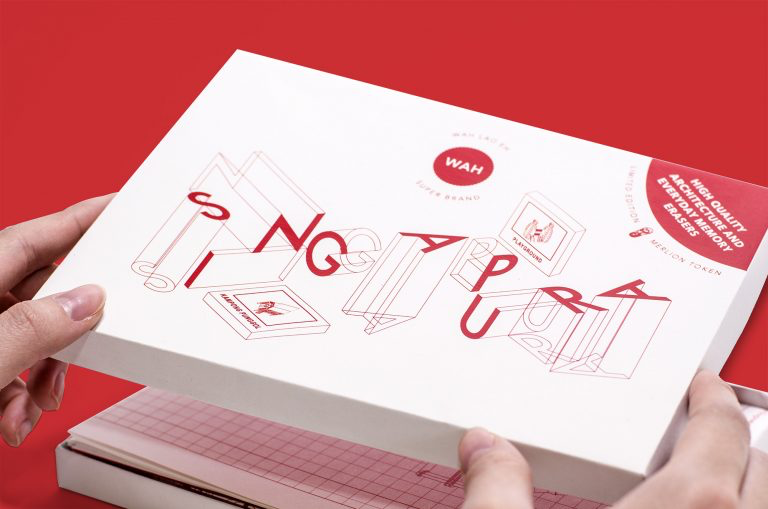 WAH LAO EH
WAH
SUPER BRAND
HIGH QUALITY
ARCHITECTURE AND
EVERYDAY MEMORY
ERASERS
LIMITED EDITION
MERLION TOKEN
SINGAPURA
PLAYGROUND
KAMPONG